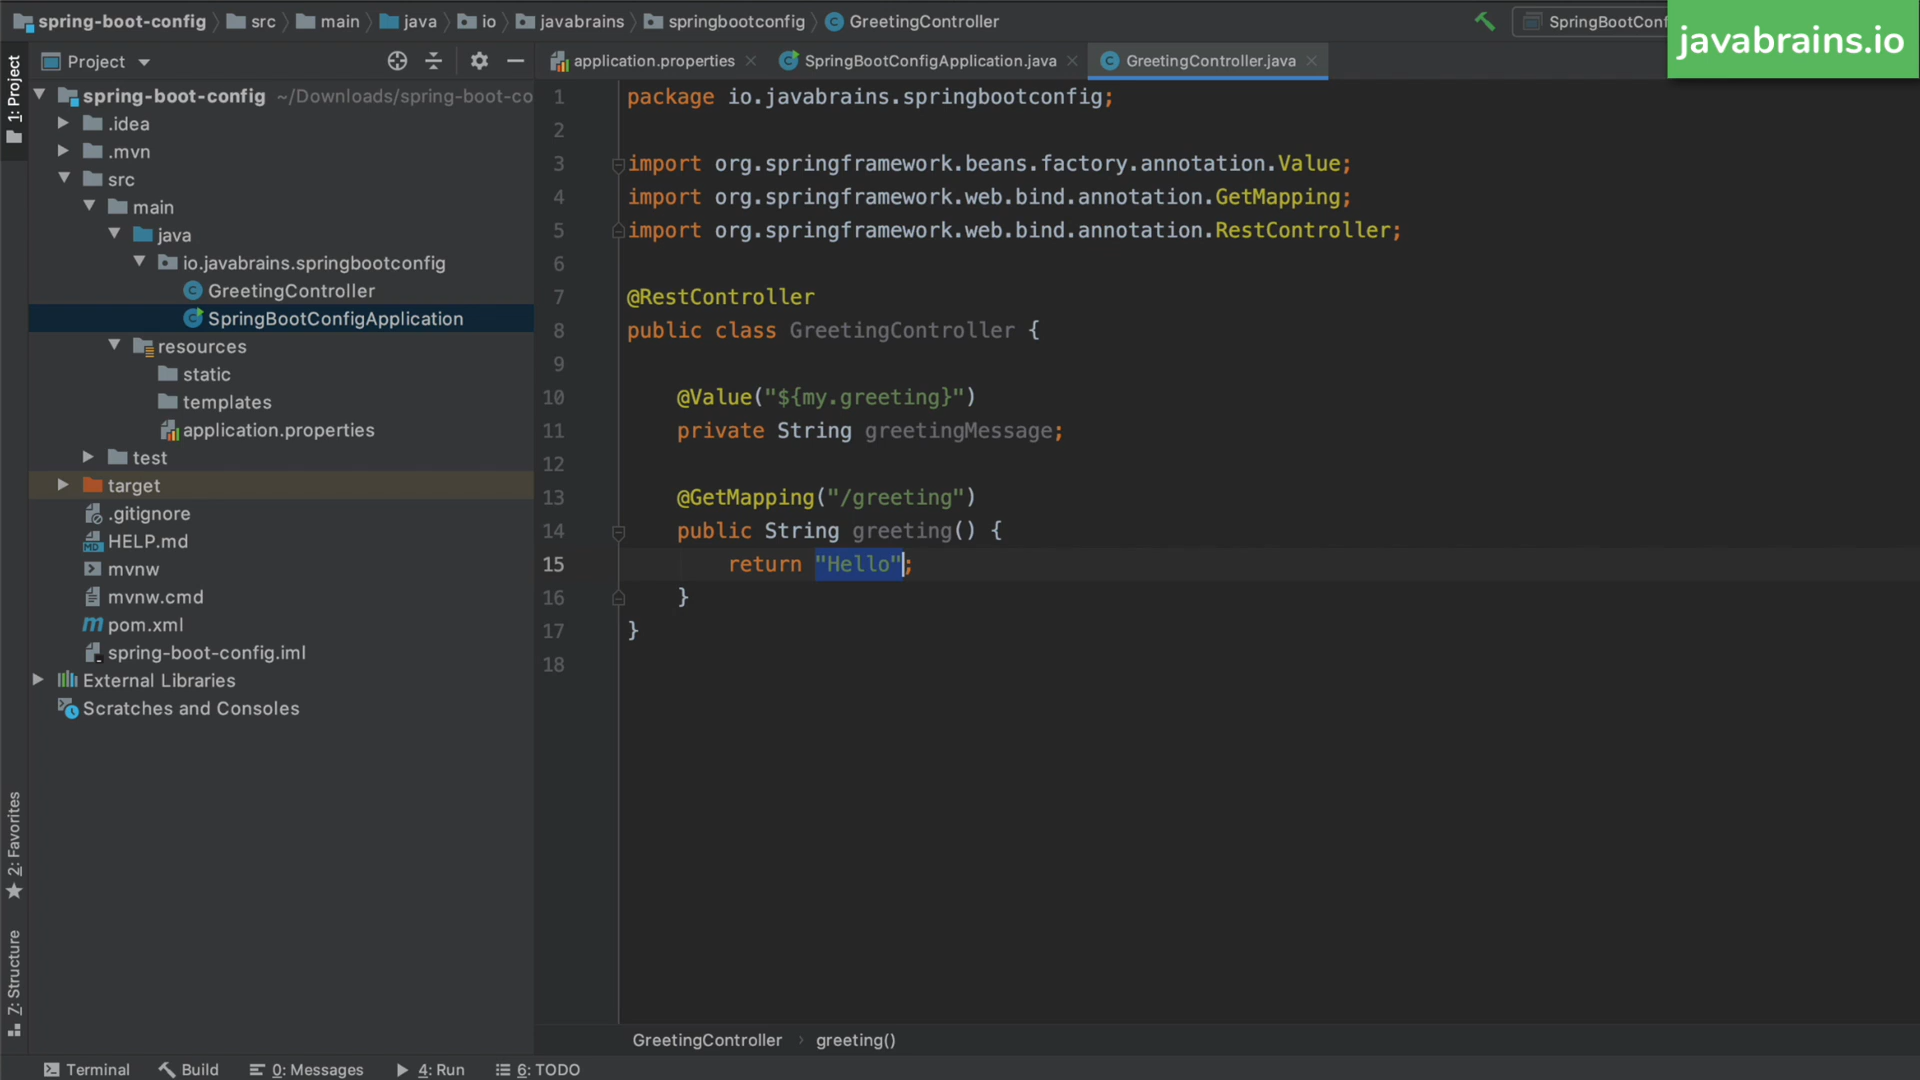 spring-boot-config src main java io javabrains springbootconfig GreetingController
SpringBootConf
javabrains.io
1: Project
Project
application.properties
SpringBootConfigApplication.java
GreetingController.java
spring-boot-config ~/Downloads/spring-boot-co
.idea
.mvn
src
main
java
io.javabrains.springbootconfig
GreetingController
SpringBootConfigApplication
resources
static
templates
application.properties
test
target
.gitignore
HELP.md
mvnw
mvnw.cmd
pom.xml
spring-boot-config.iml
External Libraries
Scratches and Consoles
1 package io.javabrains.springbootconfig;
2
3 import org.springframework.beans.factory.annotation.Value;
4 import org.springframework.web.bind.annotation.GetMapping;
5 import org.springframework.web.bind.annotation.RestController;
6
7 @RestController
8 public class GreetingController {
9
10 @Value("${my.greeting}")
11 private String greetingMessage;
12
13 @GetMapping("/greeting")
14 public String greeting() {
15 return "Hello";
16 }
17 }
18
2: Favorites
7: Structure
GreetingController › greeting()
Terminal Build 0: Messages 4: Run 6: TODO